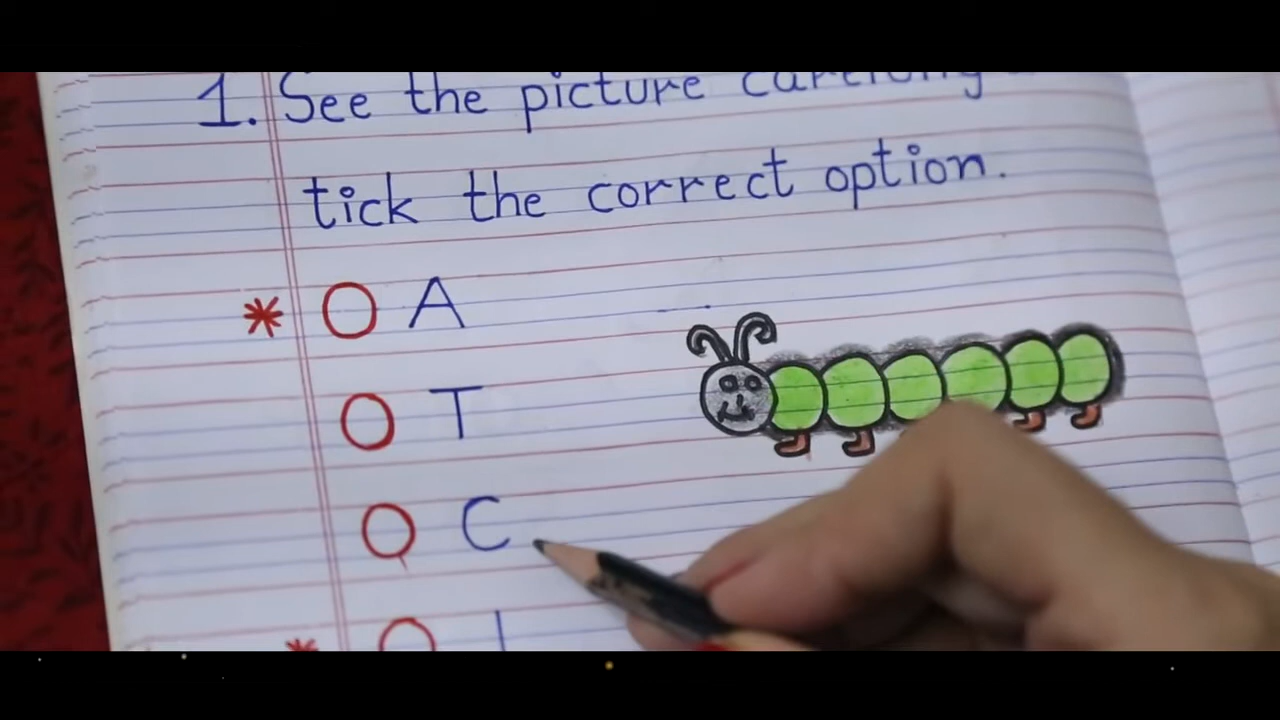 1. See the picture
tick the correct option.
* O A
O T
O C
* O